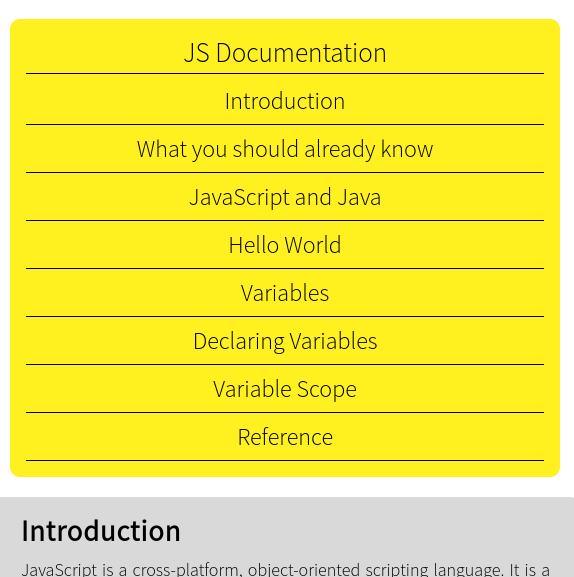 JS Documentation
Introduction
What you should already know
JavaScript and Java
Hello World
Variables
Declaring Variables
Variable Scope
Reference
Introduction
JavaScript is a cross-platform, object-oriented scripting language. It is a